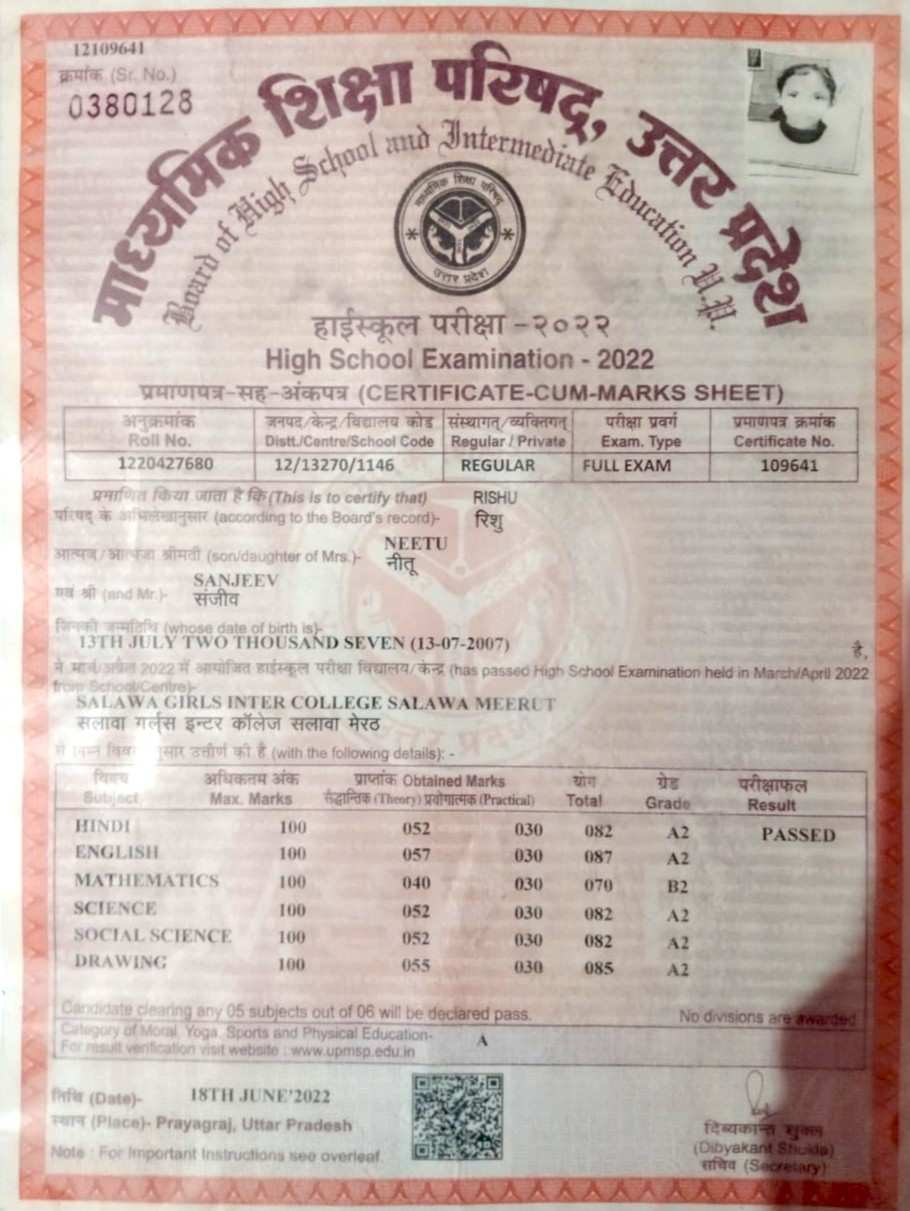 12109641
क्रमांक (Sr. No.)
0380128
माध्यमिक शिक्षा परिषद्, उत्तर प्रदेश
Board of High School and Intermediate Education U.P.
माध्यमिक शिक्षा परिषद्
उत्तर प्रदेश
हाईस्कूल परीक्षा - २०२२
High School Examination - 2022
प्रमाणपत्र-सह-अंकपत्र (CERTIFICATE-CUM-MARKS SHEET)
अनुक्रमांक जनपद/केन्द्र/विद्यालय कोड संस्थागत/व्यक्तिगत परीक्षा प्रवर्ग प्रमाणपत्र क्रमांक
Roll No. Distt./Centre/School Code Regular / Private Exam. Type Certificate No.
1220427680 12/13270/1146 REGULAR FULL EXAM 109641
प्रमाणित किया जाता है कि (This is to certify that) RISHU
परिषद् के अभिलेखानुसार (according to the Board's record)- रिशु
NEETU
आत्मज/आत्मजा श्रीमती (son/daughter of Mrs.)- नीतू
SANJEEV
एवं श्री (and Mr.)- संजीव
जिनकी जन्मतिथि (whose date of birth is)-
13TH JULY TWO THOUSAND SEVEN (13-07-2007) है,
ने मार्च/अप्रैल 2022 में आयोजित हाईस्कूल परीक्षा विद्यालय/केन्द्र (has passed High School Examination held in March/April 2022
from School/Centre)-
SALAWA GIRLS INTER COLLEGE SALAWA MEERUT
सलावा गर्ल्स इन्टर कॉलेज सलावा मेरठ
से निम्न उत्तीर्ण की है (with the following details): -
विषय अधिकतम अंक प्राप्तांक Obtained Marks योग ग्रेड परीक्षाफल
Subject Max. Marks सैद्धान्तिक (Theory) प्रयोगात्मक (Practical) Total Grade Result
HINDI 100 052 030 082 A2 PASSED
ENGLISH 100 057 030 087 A2
MATHEMATICS 100 040 030 070 B2
SCIENCE 100 052 030 082 A2
SOCIAL SCIENCE 100 052 030 082 A2
DRAWING 100 055 030 085 A2
Candidate clearing any 05 subjects out of 06 will be declared pass. No divisions are awarded
Category of Moral, Yoga, Sports and Physical Education- A
For result verification visit website : www.upmsp.edu.in
तिथि (Date)- 18TH JUNE'2022
स्थान (Place)- Prayagraj, Uttar Pradesh
Note : For Important Instructions see overleaf.
दिब्यकान्त शुक्ल
(Dibyakant Shukla)
सचिव (Secretary)